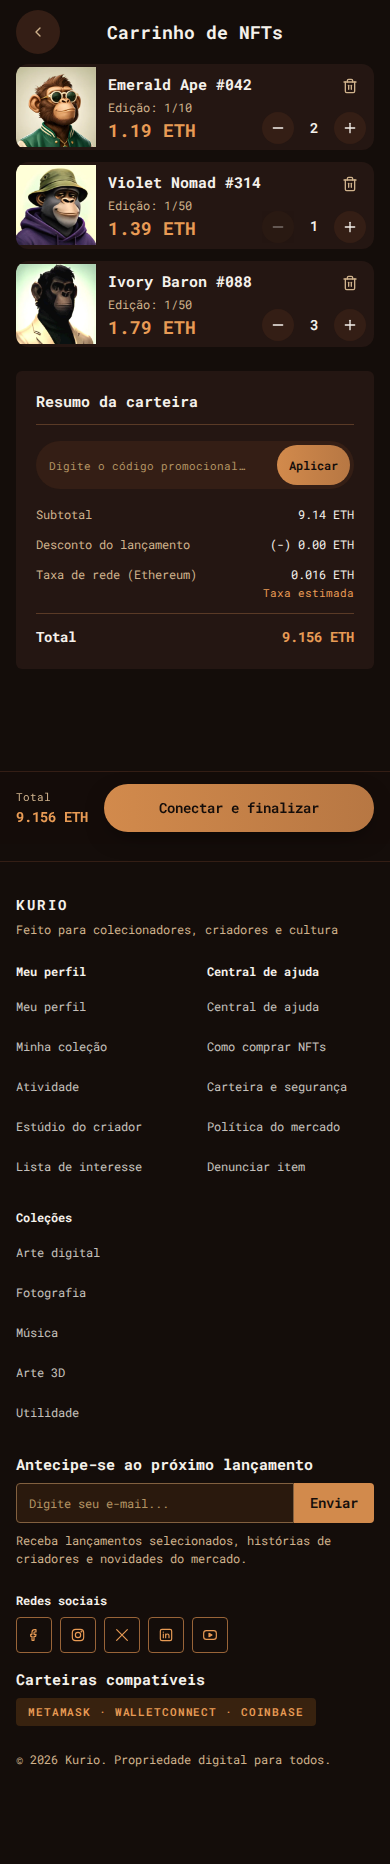 Carrinho de NFTs
Emerald Ape #042
Edição: 1/10
1.19 ETH
2
Violet Nomad #314
Edição: 1/50
1.39 ETH
1
Ivory Baron #088
Edição: 1/50
1.79 ETH
3
Resumo da carteira
Digite o código promocional…
Aplicar
Subtotal 9.14 ETH
Desconto do lançamento (-) 0.00 ETH
Taxa de rede (Ethereum) 0.016 ETH
Taxa estimada
Total 9.156 ETH
Total
9.156 ETH
Conectar e finalizar
KURIO
Feito para colecionadores, criadores e cultura
Meu perfil
Meu perfil
Minha coleção
Atividade
Estúdio do criador
Lista de interesse
Central de ajuda
Central de ajuda
Como comprar NFTs
Carteira e segurança
Política do mercado
Denunciar item
Coleções
Arte digital
Fotografia
Música
Arte 3D
Utilidade
Antecipe-se ao próximo lançamento
Digite seu e-mail...
Enviar
Receba lançamentos selecionados, histórias de
criadores e novidades do mercado.
Redes sociais
Carteiras compatíveis
METAMASK · WALLETCONNECT · COINBASE
© 2026 Kurio. Propriedade digital para todos.